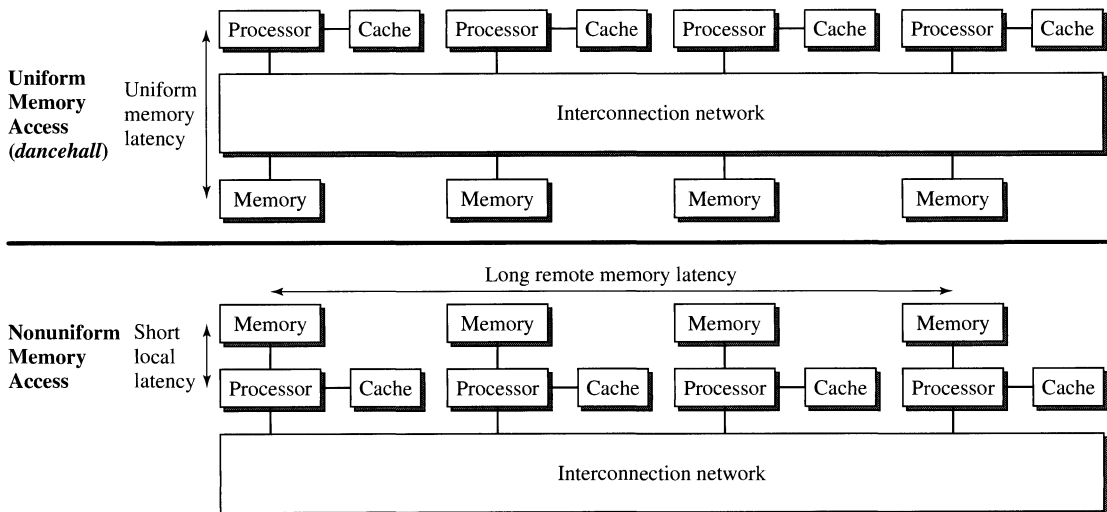 Processor Cache Processor Cache Processor Cache Processor Cache
Uniform
Memory
Access
(dancehall)
Uniform
memory
latency
Interconnection network
Memory Memory Memory Memory
Long remote memory latency
Nonuniform
Memory
Access
Short
local
latency
Memory Memory Memory Memory
Processor Cache Processor Cache Processor Cache Processor Cache
Interconnection network